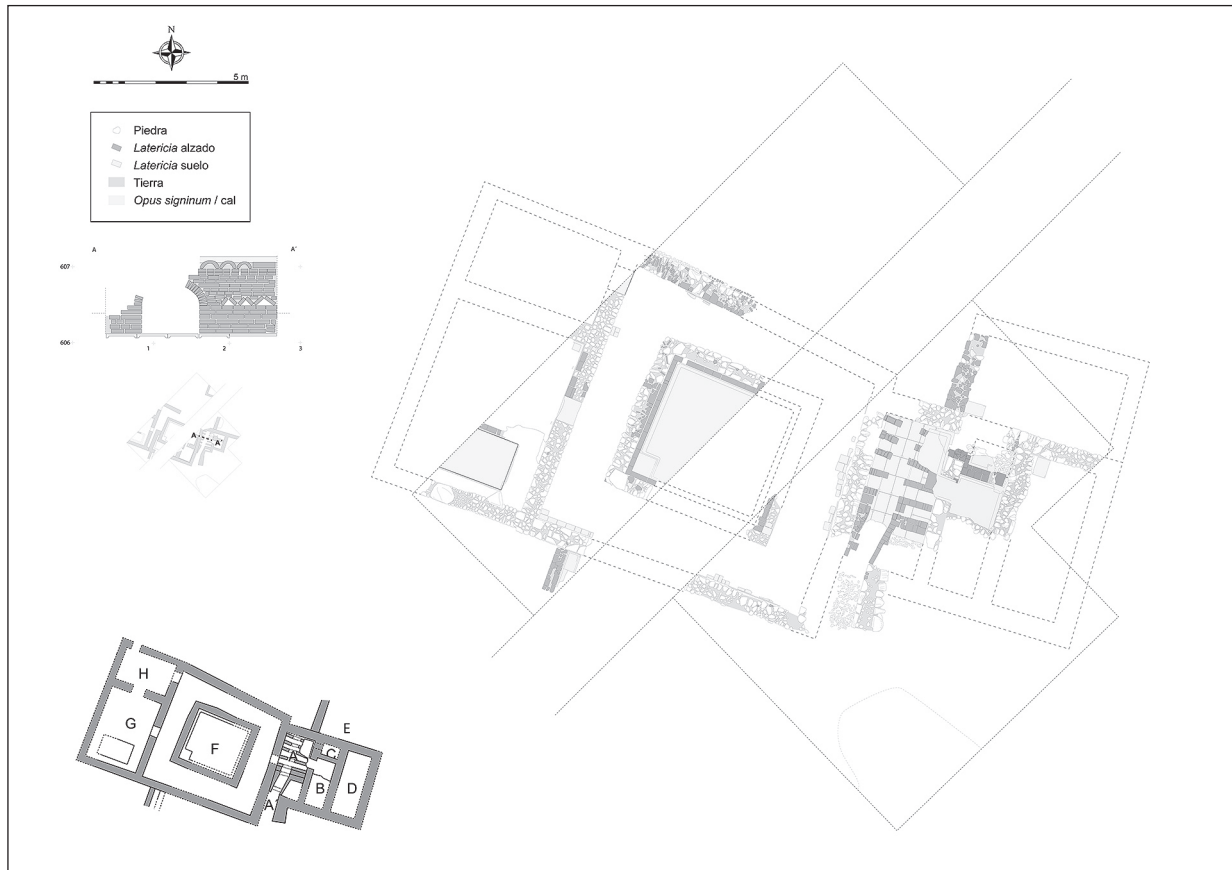 N
5 m
Piedra
Latericia alzado
Latericia suelo
Tierra
Opus signinum / cal
A A'
607
606
1 2 3
A A'
H
E
G
F
A
C
B
D
A'